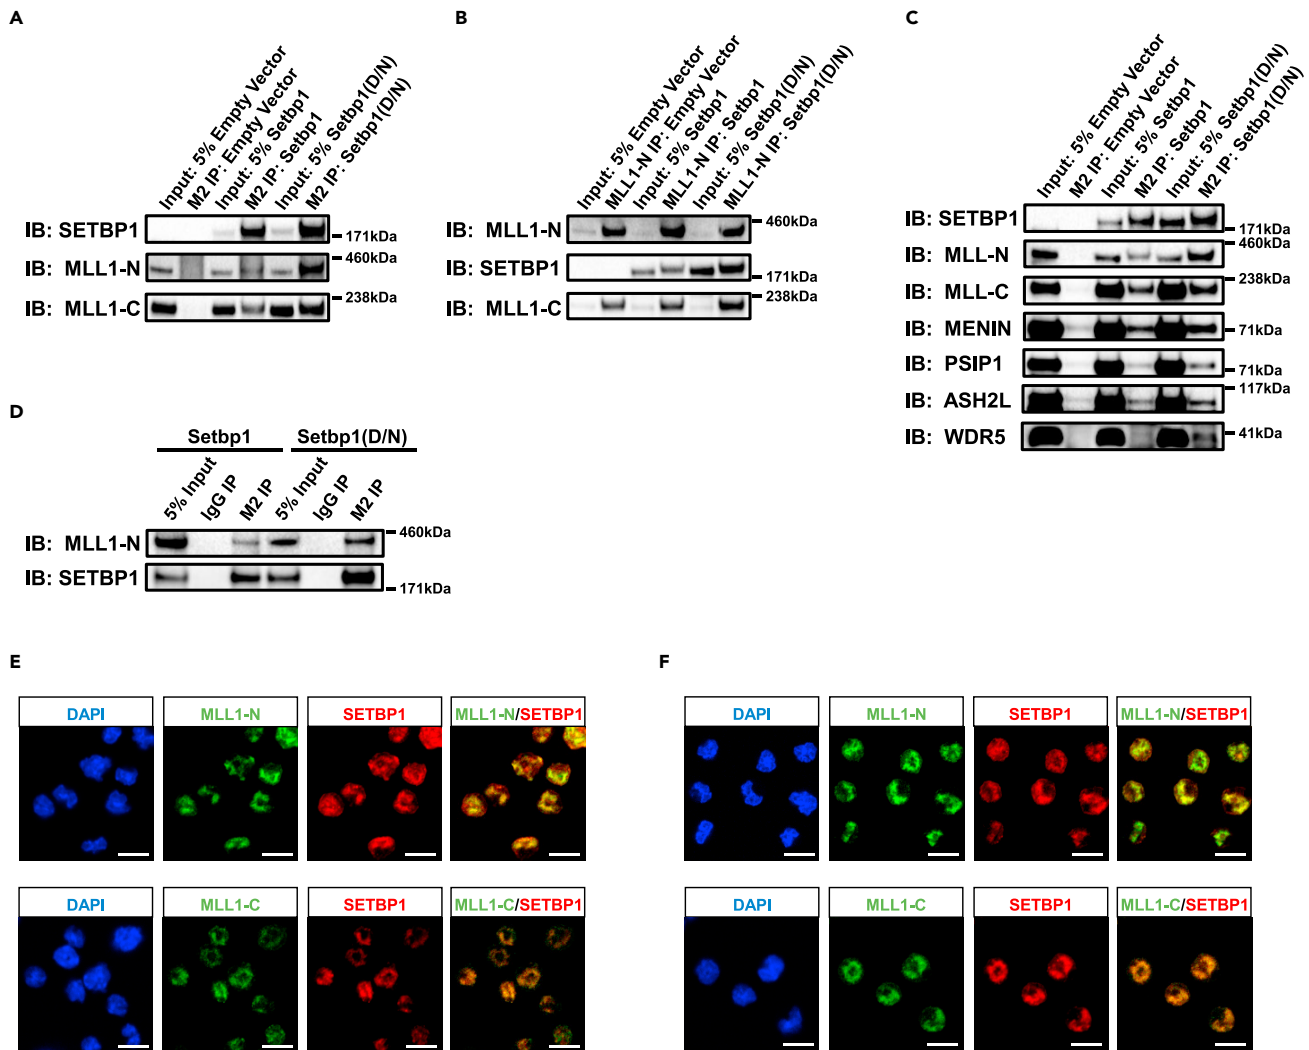 A
Input: 5% Empty Vector
M2 IP: Empty Vector
Input: 5% Setbp1
M2 IP: Setbp1
Input: 5% Setbp1(D/N)
M2 IP: Setbp1(D/N)
IB: SETBP1
171kDa
IB: MLL1-N
460kDa
IB: MLL1-C
238kDa
B
Input: 5% Empty Vector
MLL1-N IP: Empty Vector
Input: 5% Setbp1
MLL1-N IP: Setbp1
Input: 5% Setbp1(D/N)
MLL1-N IP: Setbp1(D/N)
IB: MLL1-N
460kDa
IB: SETBP1
171kDa
IB: MLL1-C
238kDa
C
Input: 5% Empty Vector
M2 IP: Empty Vector
Input: 5% Setbp1
M2 IP: Setbp1
Input: 5% Setbp1(D/N)
M2 IP: Setbp1(D/N)
IB: SETBP1
171kDa
IB: MLL-N
460kDa
IB: MLL-C
238kDa
IB: MENIN
71kDa
IB: PSIP1
71kDa
IB: ASH2L
117kDa
IB: WDR5
41kDa
D
Setbp1
Setbp1(D/N)
5% Input
IgG IP
M2 IP
5% Input
IgG IP
M2 IP
IB: MLL1-N
460kDa
IB: SETBP1
171kDa
E
DAPI
MLL1-N
SETBP1
MLL1-N/SETBP1
DAPI
MLL1-C
SETBP1
MLL1-C/SETBP1
F
DAPI
MLL1-N
SETBP1
MLL1-N/SETBP1
DAPI
MLL1-C
SETBP1
MLL1-C/SETBP1